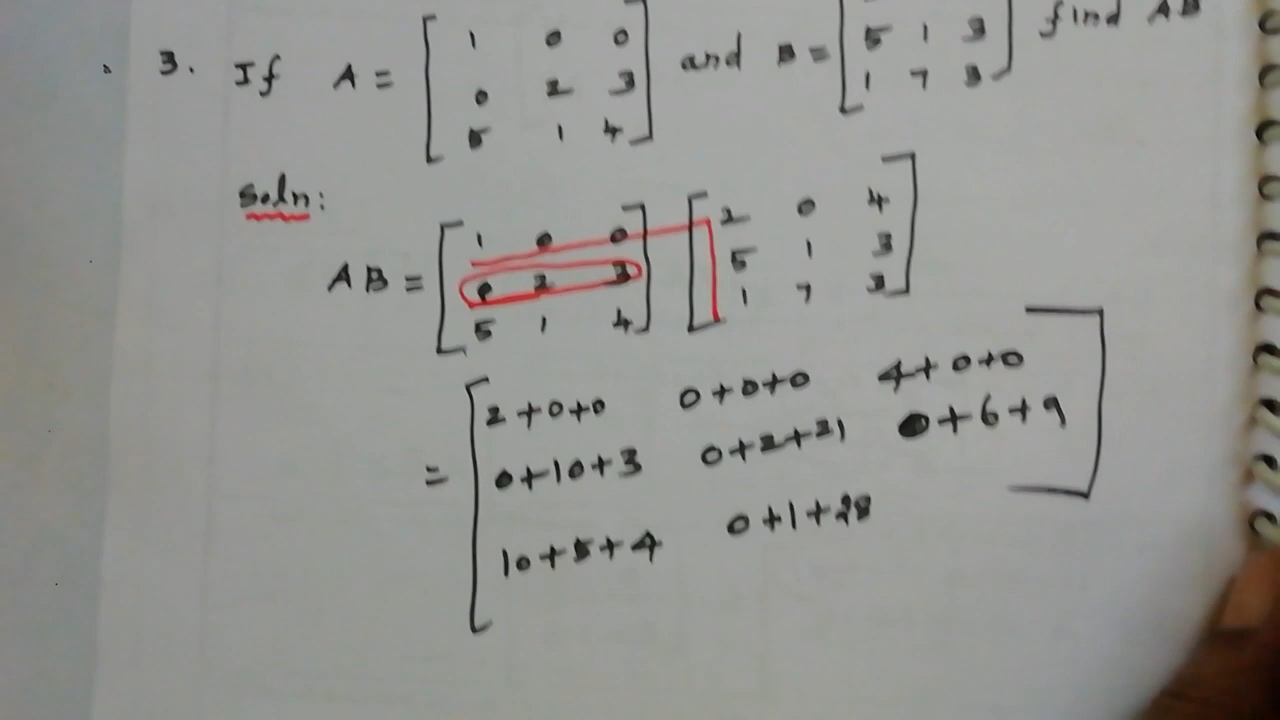 3. If A = [ 1 0 0 and B = [ 5 1 3 ] find AB
0 2 3 1 7 3
5 1 4 ]
Soln:
AB = [ 1 0 0 ] [ 2 0 4 ]
0 2 3 5 1 3
5 1 4 1 7 3
= [ 2+0+0 0+0+0 4+0+0 ]
0+10+3 0+2+21 0+6+9
10+5+4 0+1+28